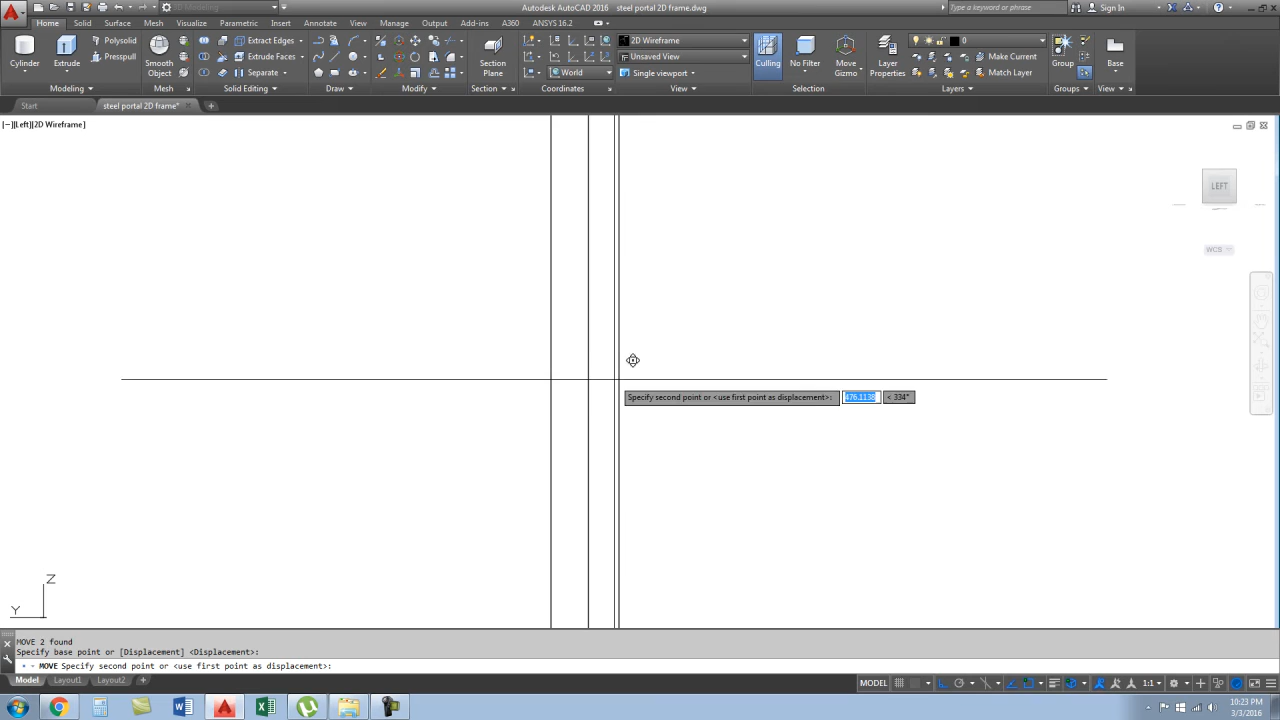 3D Modeling
Autodesk AutoCAD 2016 steel portal 2D frame.dwg
Type a keyword or phrase
Sign In
Home Solid Surface Mesh Visualize Parametric Insert Annotate View Manage Output Add-ins A360 ANSYS 16.2
Cylinder
Extrude
Polysolid
Presspull
Smooth
Object
Extract Edges
Extrude Faces
Separate
Section
Plane
World
2D Wireframe
Unsaved View
Single viewport
Culling
No Filter
Move
Gizmo
Layer
Properties
0
Make Current
Match Layer
Group
Base
Modeling Mesh Solid Editing Draw Modify Section Coordinates View Selection Layers Groups View
Start steel portal 2D frame*
[−][Left][2D Wireframe]
LEFT
WCS
Specify second point or <use first point as displacement>: 476.1138 < 334°
Z
Y
MOVE 2 found
Specify base point or [Displacement] <Displacement>:
MOVE Specify second point or <use first point as displacement>:
Model Layout1 Layout2
MODEL 1:1
10:23 PM
3/3/2016